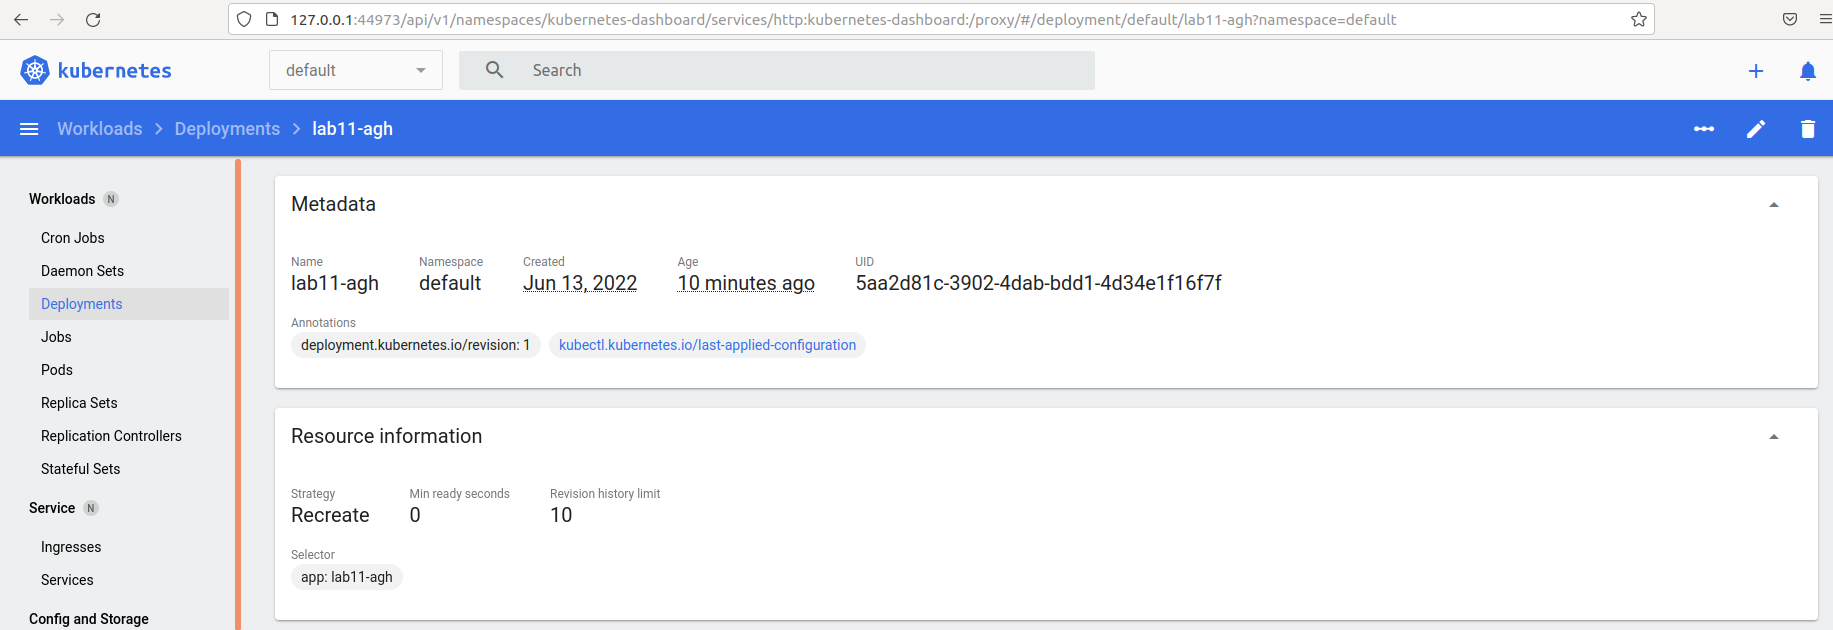 127.0.0.1:44973/api/v1/namespaces/kubernetes-dashboard/services/http:kubernetes-dashboard:/proxy/#/deployment/default/lab11-agh?namespace=default
kubernetes
default
Search
Workloads > Deployments > lab11-agh
Workloads N
Cron Jobs
Daemon Sets
Deployments
Jobs
Pods
Replica Sets
Replication Controllers
Stateful Sets
Service N
Ingresses
Services
Config and Storage
Metadata
Name Namespace Created Age UID
lab11-agh default Jun 13, 2022 10 minutes ago 5aa2d81c-3902-4dab-bdd1-4d34e1f16f7f
Annotations
deployment.kubernetes.io/revision: 1 kubectl.kubernetes.io/last-applied-configuration
Resource information
Strategy Min ready seconds Revision history limit
Recreate 0 10
Selector
app: lab11-agh